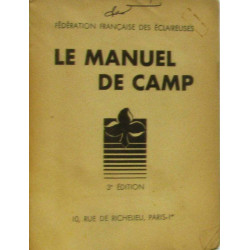 FÉDÉRATION FRANÇAISE DES ÉCLAIREUSES
LE MANUEL
DE CAMP
2e ÉDITION
10, RUE DE RICHELIEU, PARIS-1er